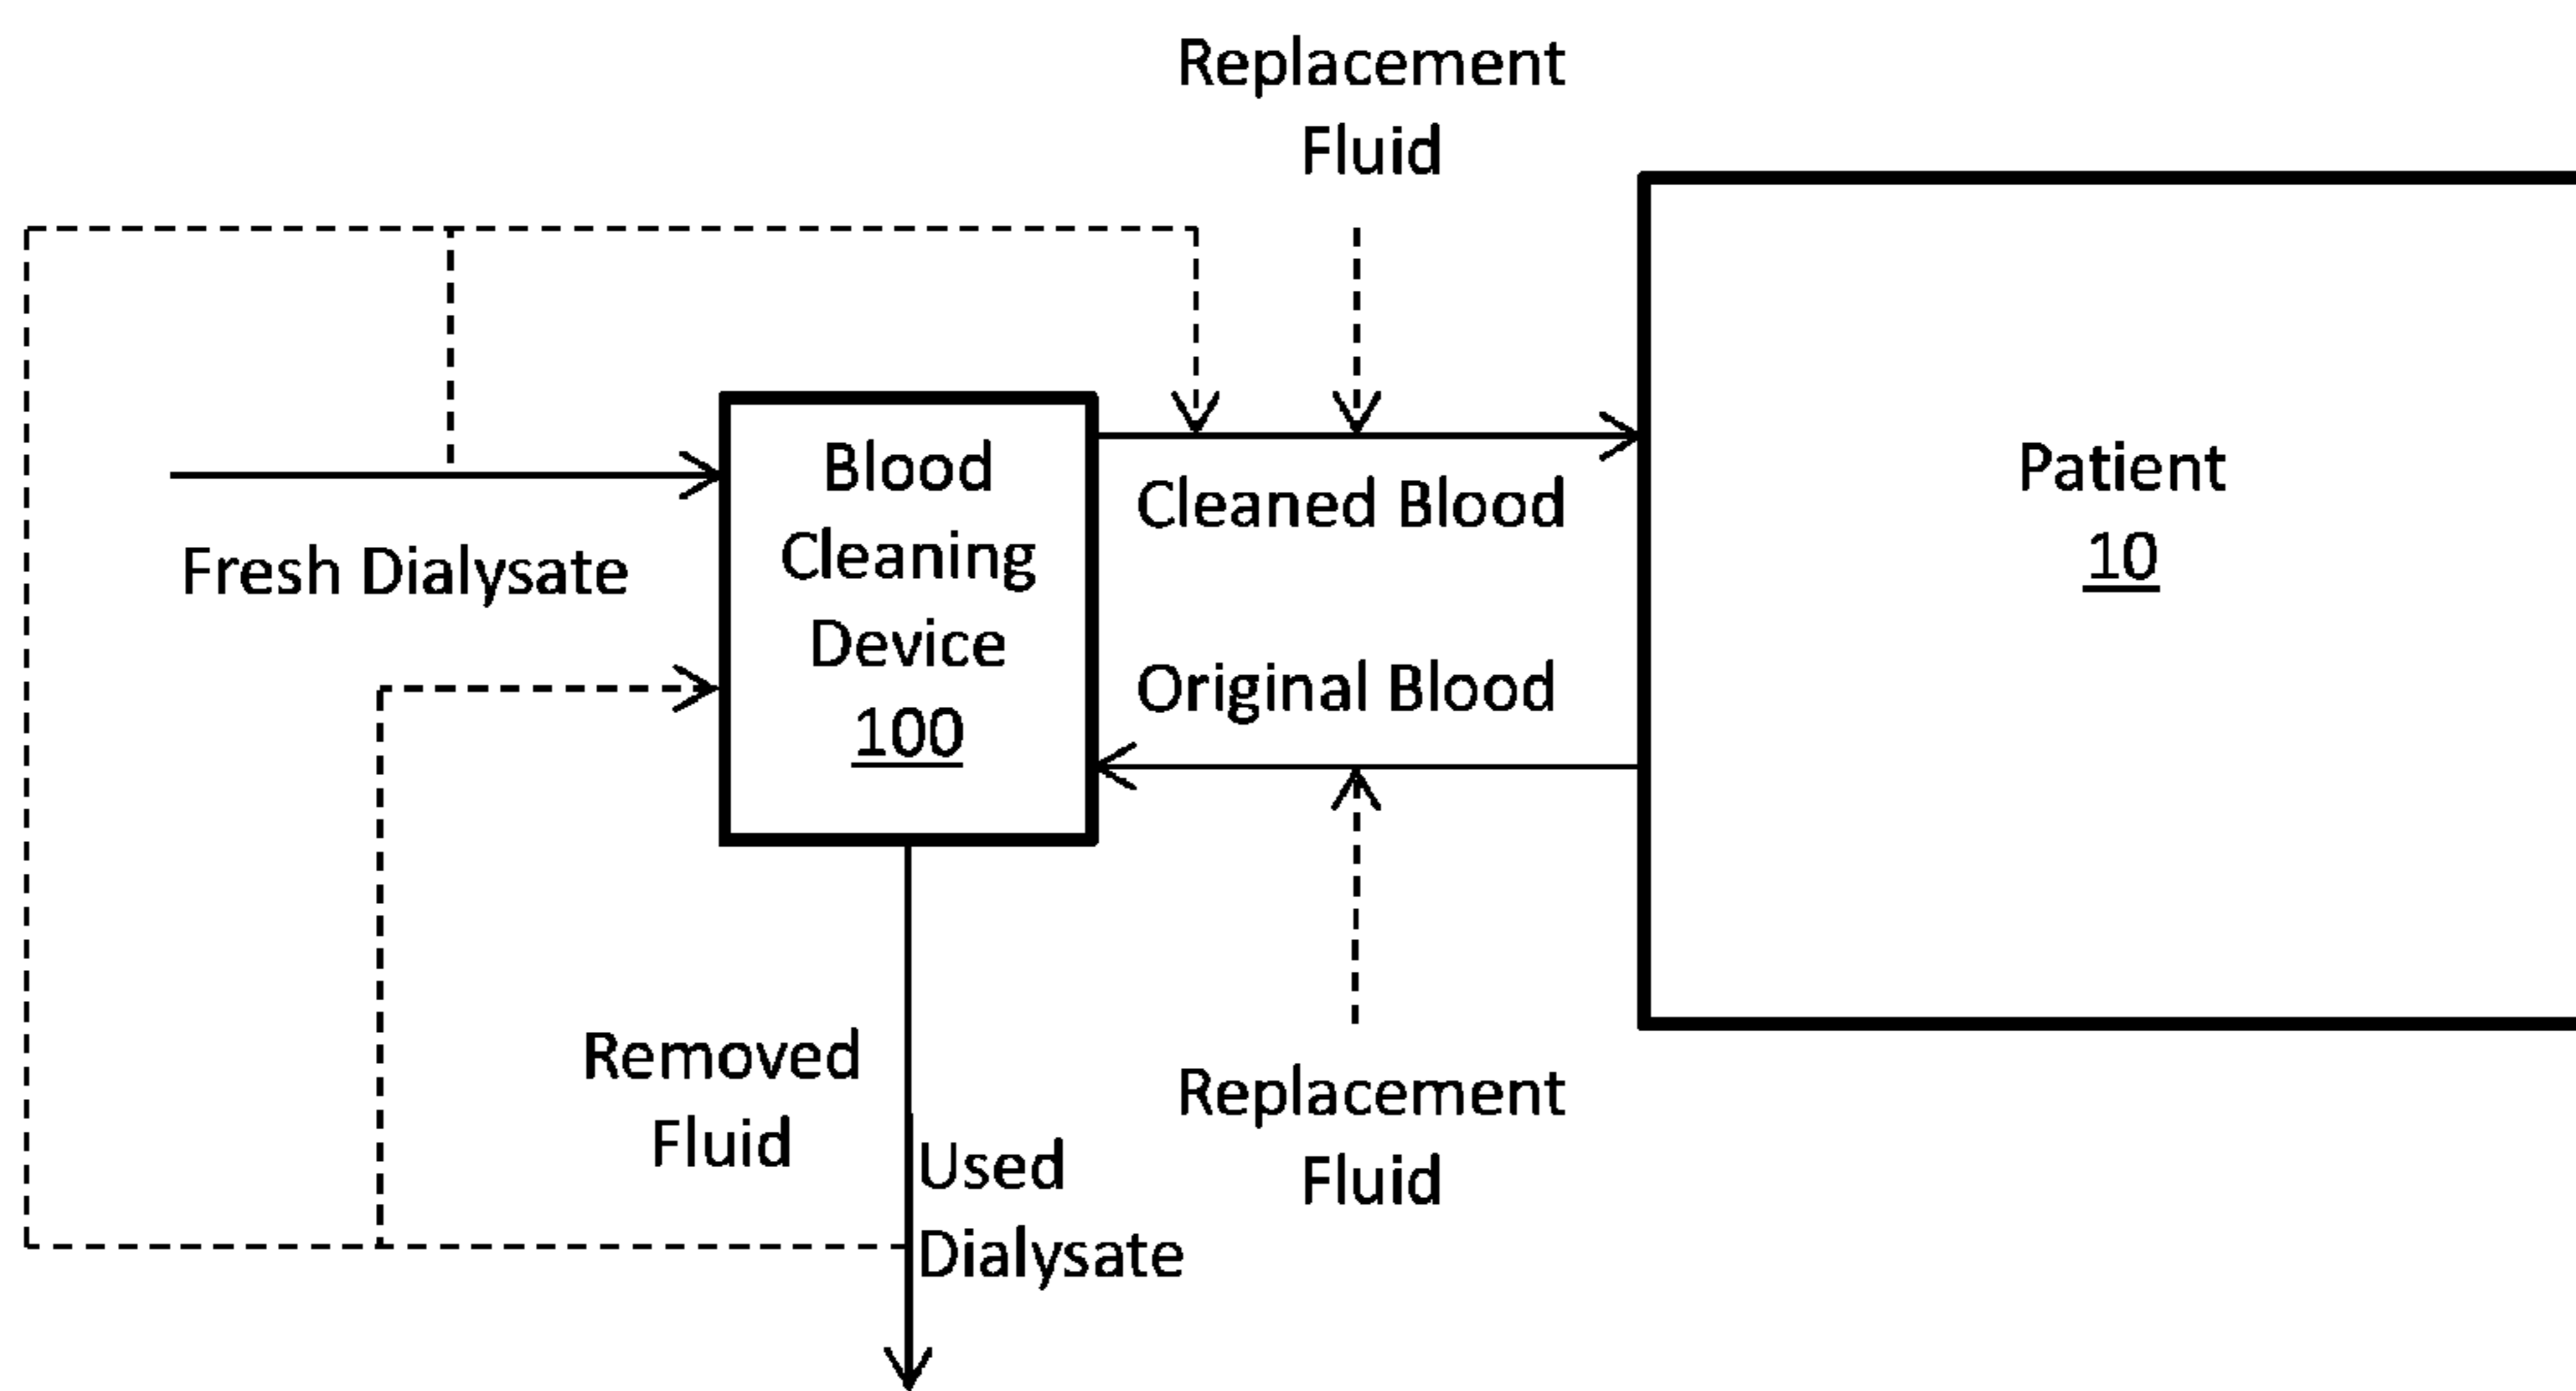 Replacement
Fluid
Blood
Cleaning
Device
100
Fresh Dialysate
Cleaned Blood
Original Blood
Patient
10
Removed
Fluid
Used
Dialysate
Replacement
Fluid